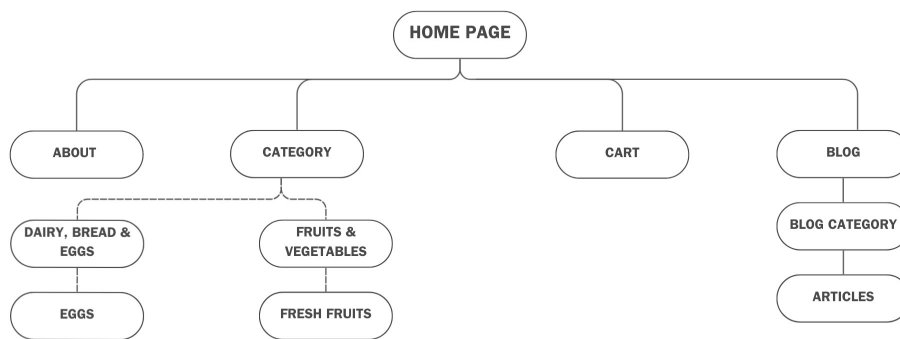 HOME PAGE
ABOUT
CATEGORY
CART
BLOG
DAIRY, BREAD &
EGGS
FRUITS &
VEGETABLES
BLOG CATEGORY
EGGS
FRESH FRUITS
ARTICLES